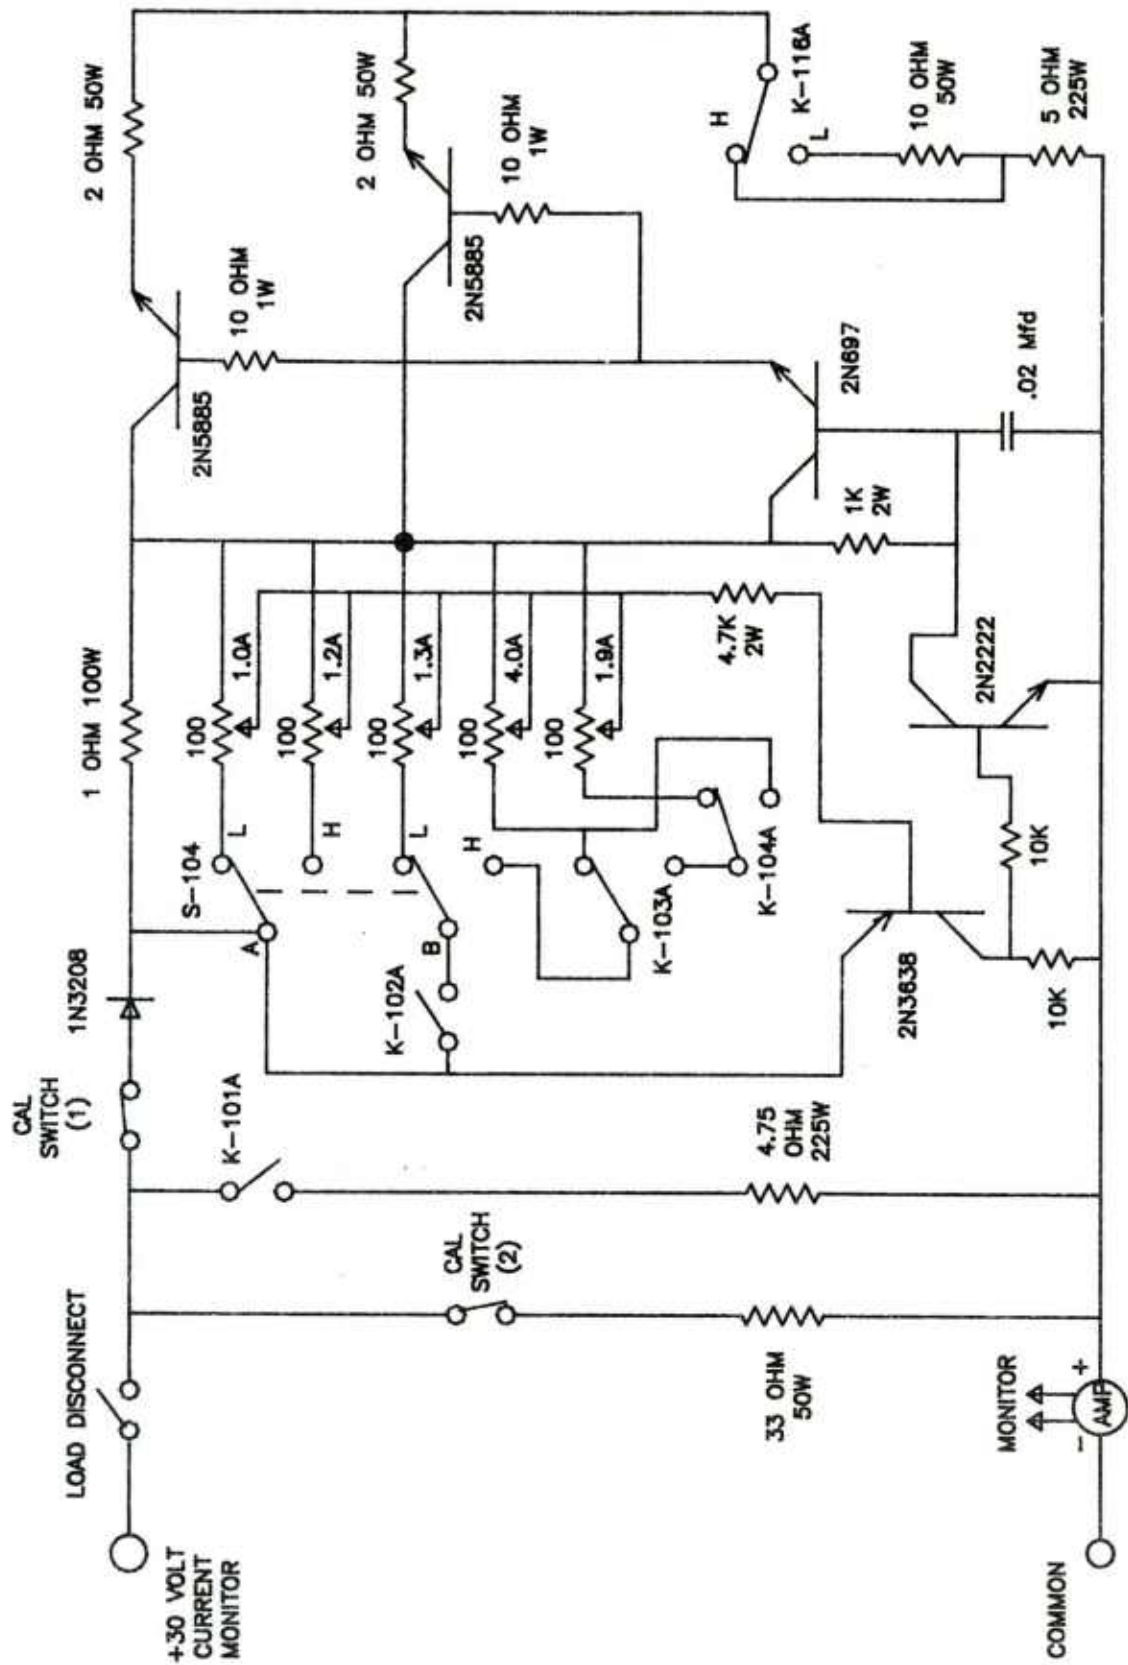 2 OHM 50W
2 OHM 50W
10 OHM
1W
10 OHM
1W
2N5885
2N5885
H
K-116A
L
10 OHM
50W
5 OHM
225W
2N697
.02 Mfd
1K
2W
1 OHM 100W
100
1.0A
100
1.2A
100
1.3A
100
4.0A
100
1.9A
4.7K
2W
2N2222
S-104
L
H
L
H
A
B
K-102A
K-103A
K-104A
10K
2N3638
10K
1N3208
CAL
SWITCH
(1)
K-101A
4.75
OHM
225W
CAL
SWITCH
(2)
33 OHM
50W
LOAD DISCONNECT
+30 VOLT
CURRENT
MONITOR
MONITOR
- AMP +
COMMON